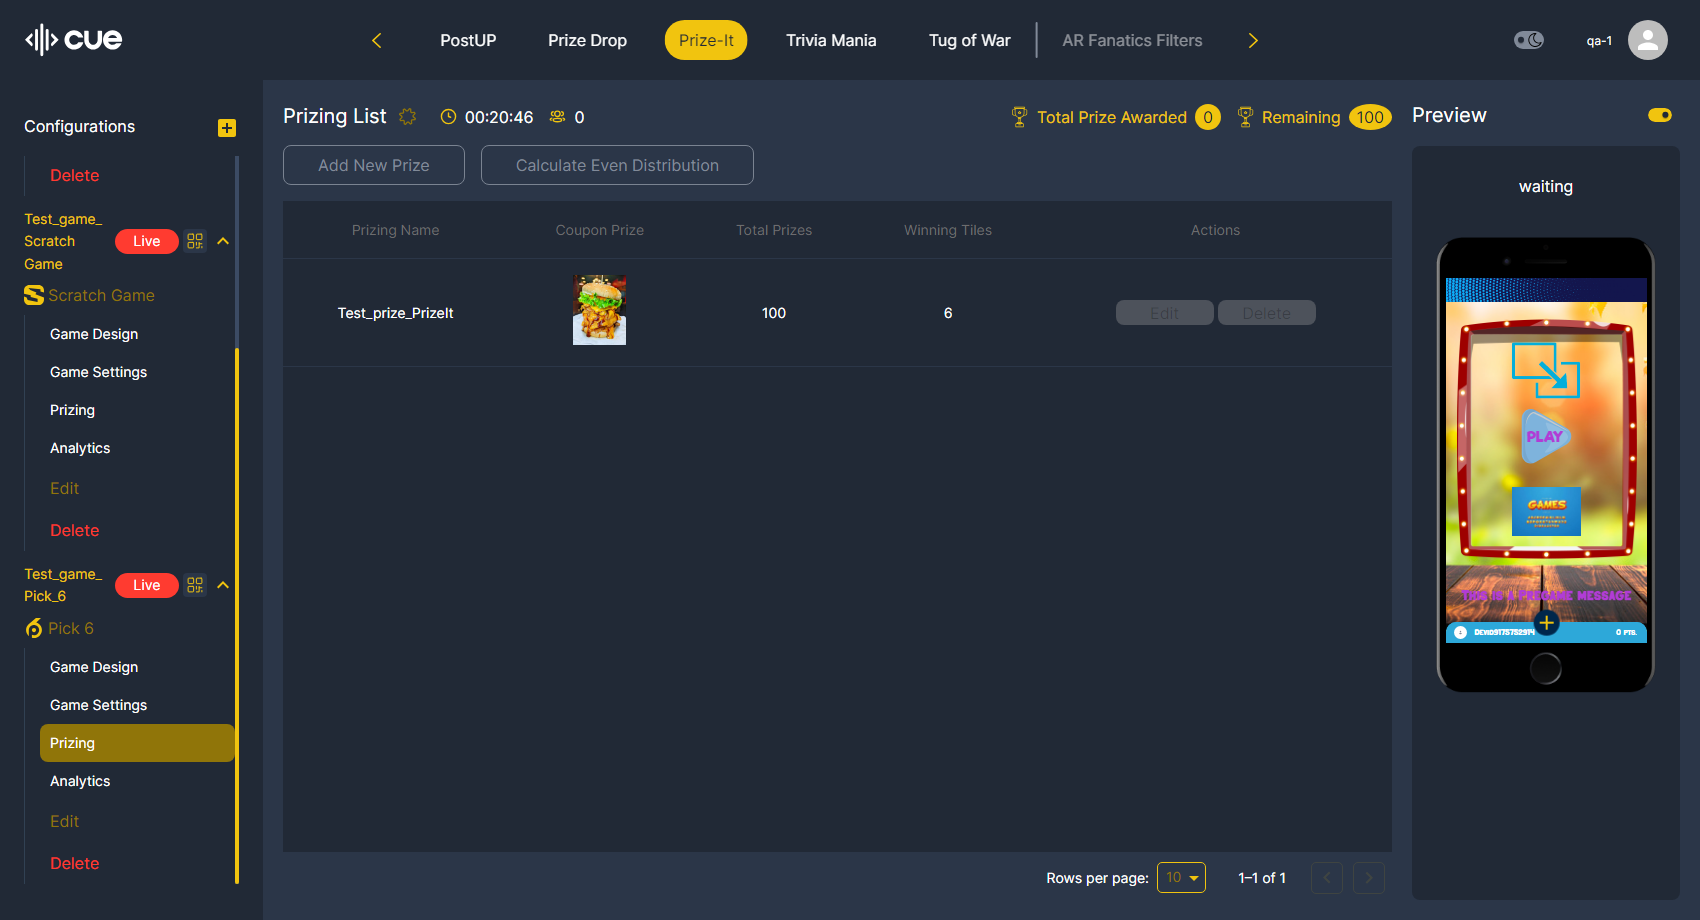 cue
PostUP
Prize Drop
Prize-It
Trivia Mania
Tug of War
AR Fanatics Filters
qa-1
Configurations
Delete
Test_game_
Scratch
Game
Live
Scratch Game
Game Design
Game Settings
Prizing
Analytics
Edit
Delete
Test_game_
Pick_6
Live
Pick 6
Game Design
Game Settings
Prizing
Analytics
Edit
Delete
Prizing List
00:20:46
0
Total Prize Awarded 0
Remaining 100
Add New Prize
Calculate Even Distribution
Prizing Name
Coupon Prize
Total Prizes
Winning Tiles
Actions
Test_prize_PrizeIt
100
6
Edit
Delete
Rows per page: 10
1–1 of 1
Preview
waiting
PLAY
GAMES
This is a Pregame message
0 pts.